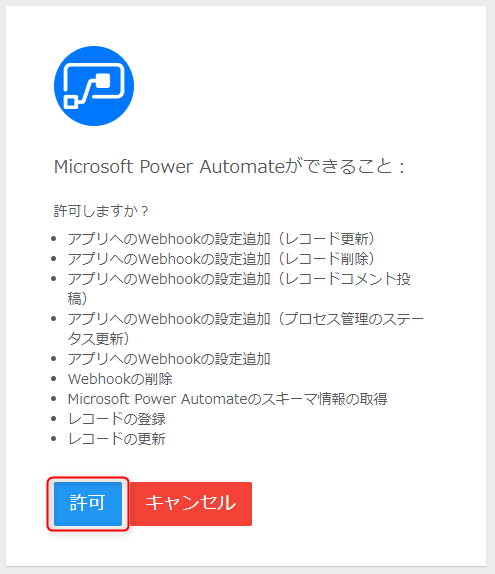 Microsoft Power Automateができること：
許可しますか？
• アプリへのWebhookの設定追加（レコード更新）
• アプリへのWebhookの設定追加（レコード削除）
• アプリへのWebhookの設定追加（レコードコメント投
稿）
• アプリへのWebhookの設定追加（プロセス管理のステー
タス更新）
• アプリへのWebhookの設定追加
• Webhookの削除
• Microsoft Power Automateのスキーマ情報の取得
• レコードの登録
• レコードの更新
許可 キャンセル